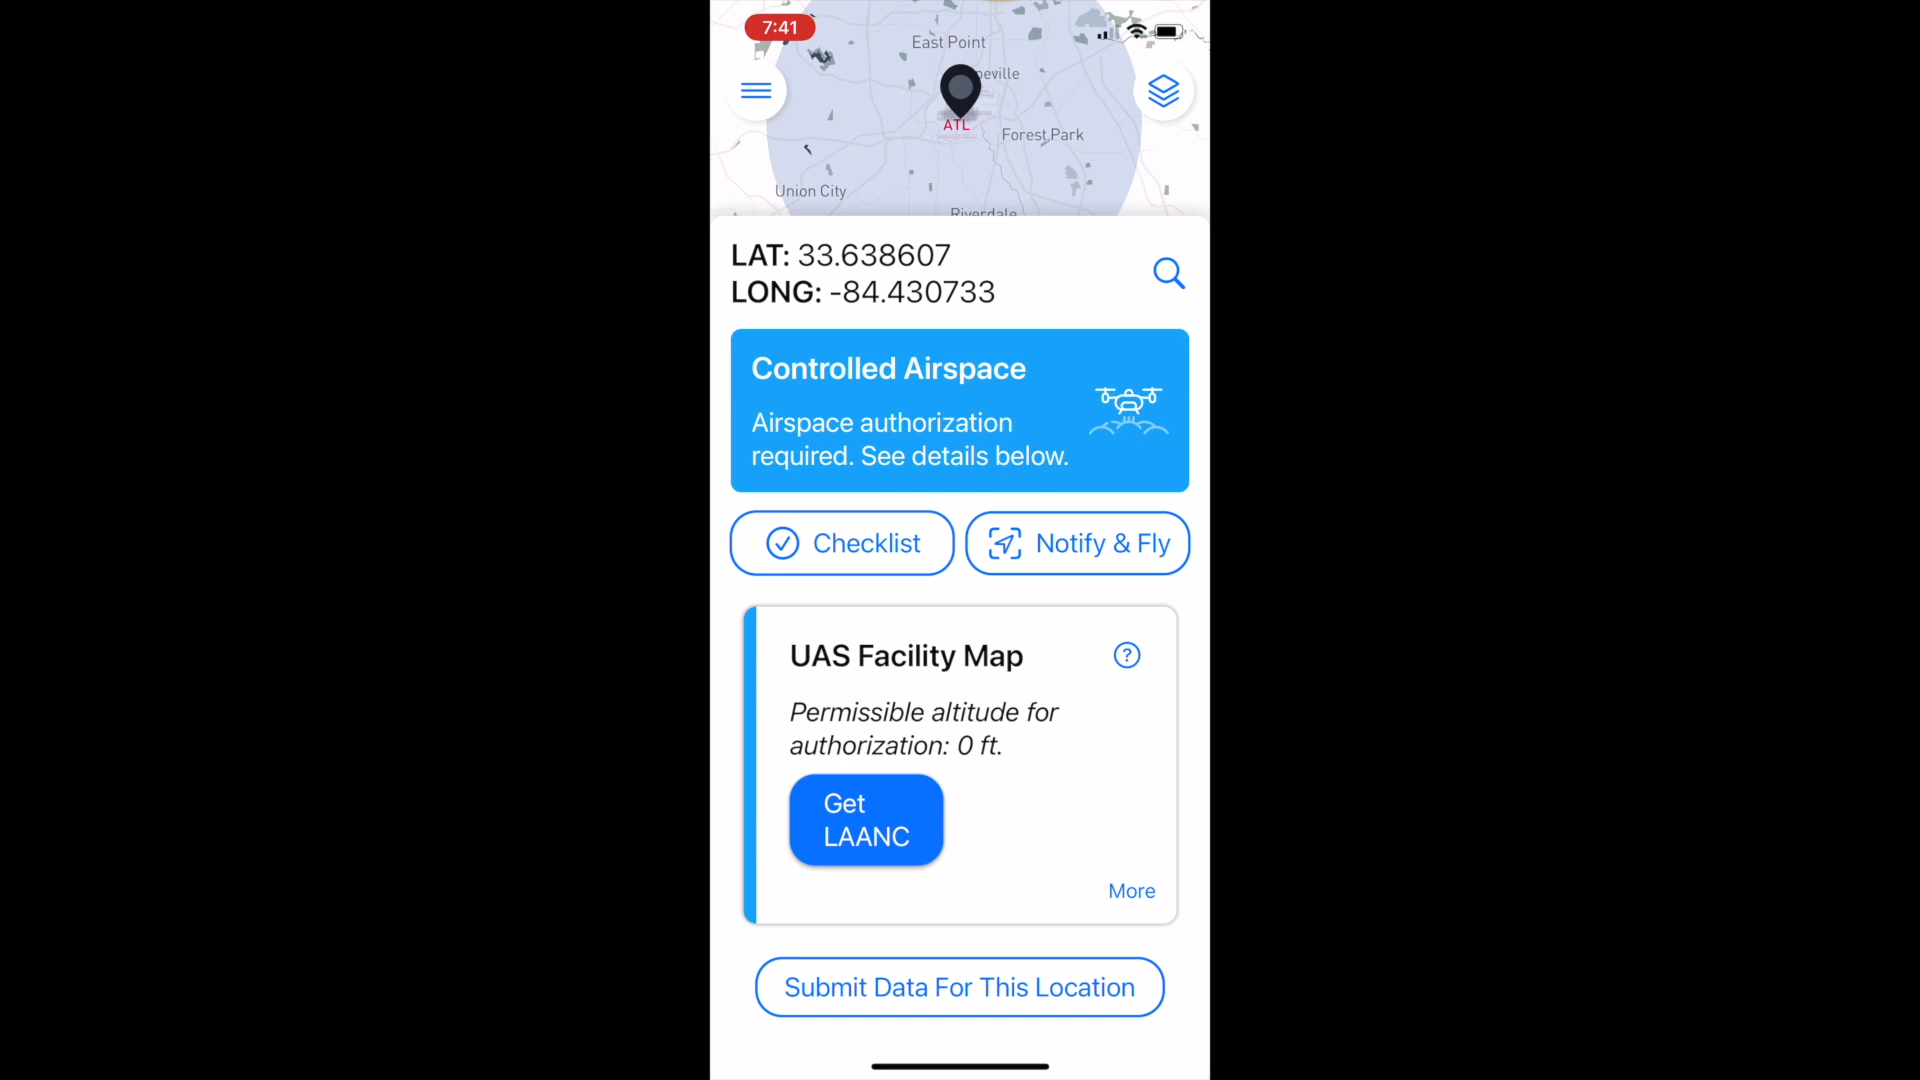 7:41
East Point
peville
ATL
Forest Park
Union City
Riverdale
LAT: 33.638607
LONG: -84.430733
Controlled Airspace
Airspace authorization
required. See details below.
Checklist
Notify & Fly
UAS Facility Map
?
Permissible altitude for
authorization: 0 ft.
Get
LAANC
More
Submit Data For This Location